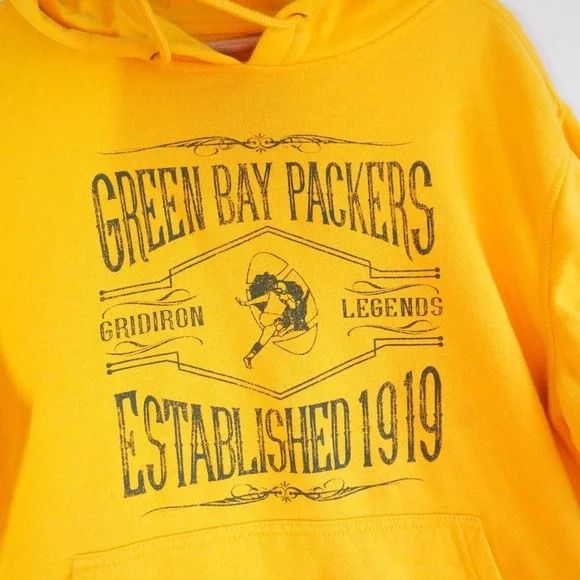 GREEN BAY PACKERS
GRIDIRON LEGENDS
ESTABLISHED 1919